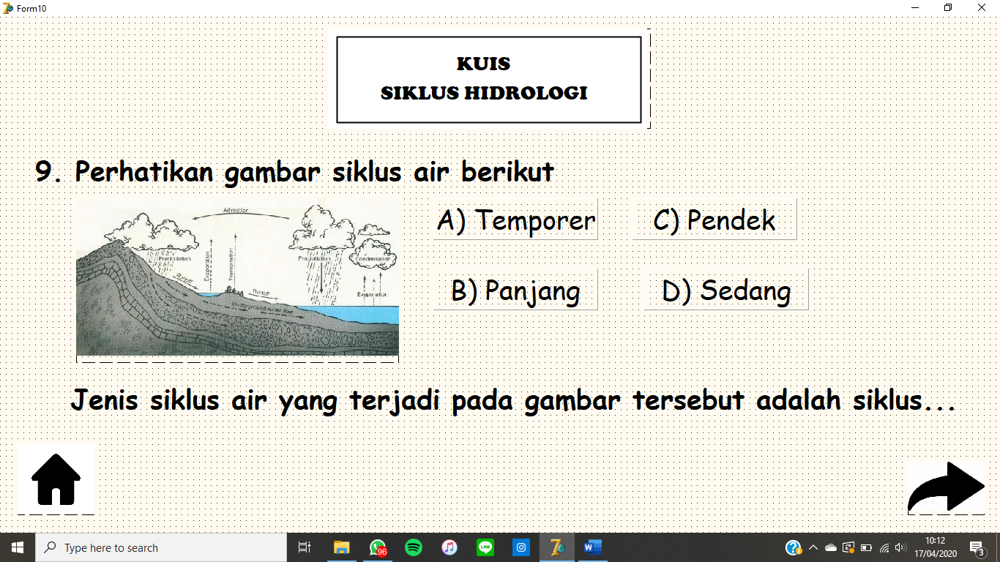 Form10
KUIS
SIKLUS HIDROLOGI
9. Perhatikan gambar siklus air berikut
Advection
Precipitation
Evaporation
Transpiration
Precipitation
Condensation
Runoff
Runoff
Evaporation
Underground water flow
A) Temporer
C) Pendek
B) Panjang
D) Sedang
Jenis siklus air yang terjadi pada gambar tersebut adalah siklus...
Type here to search
96
LINE
10:12
17/04/2020
3